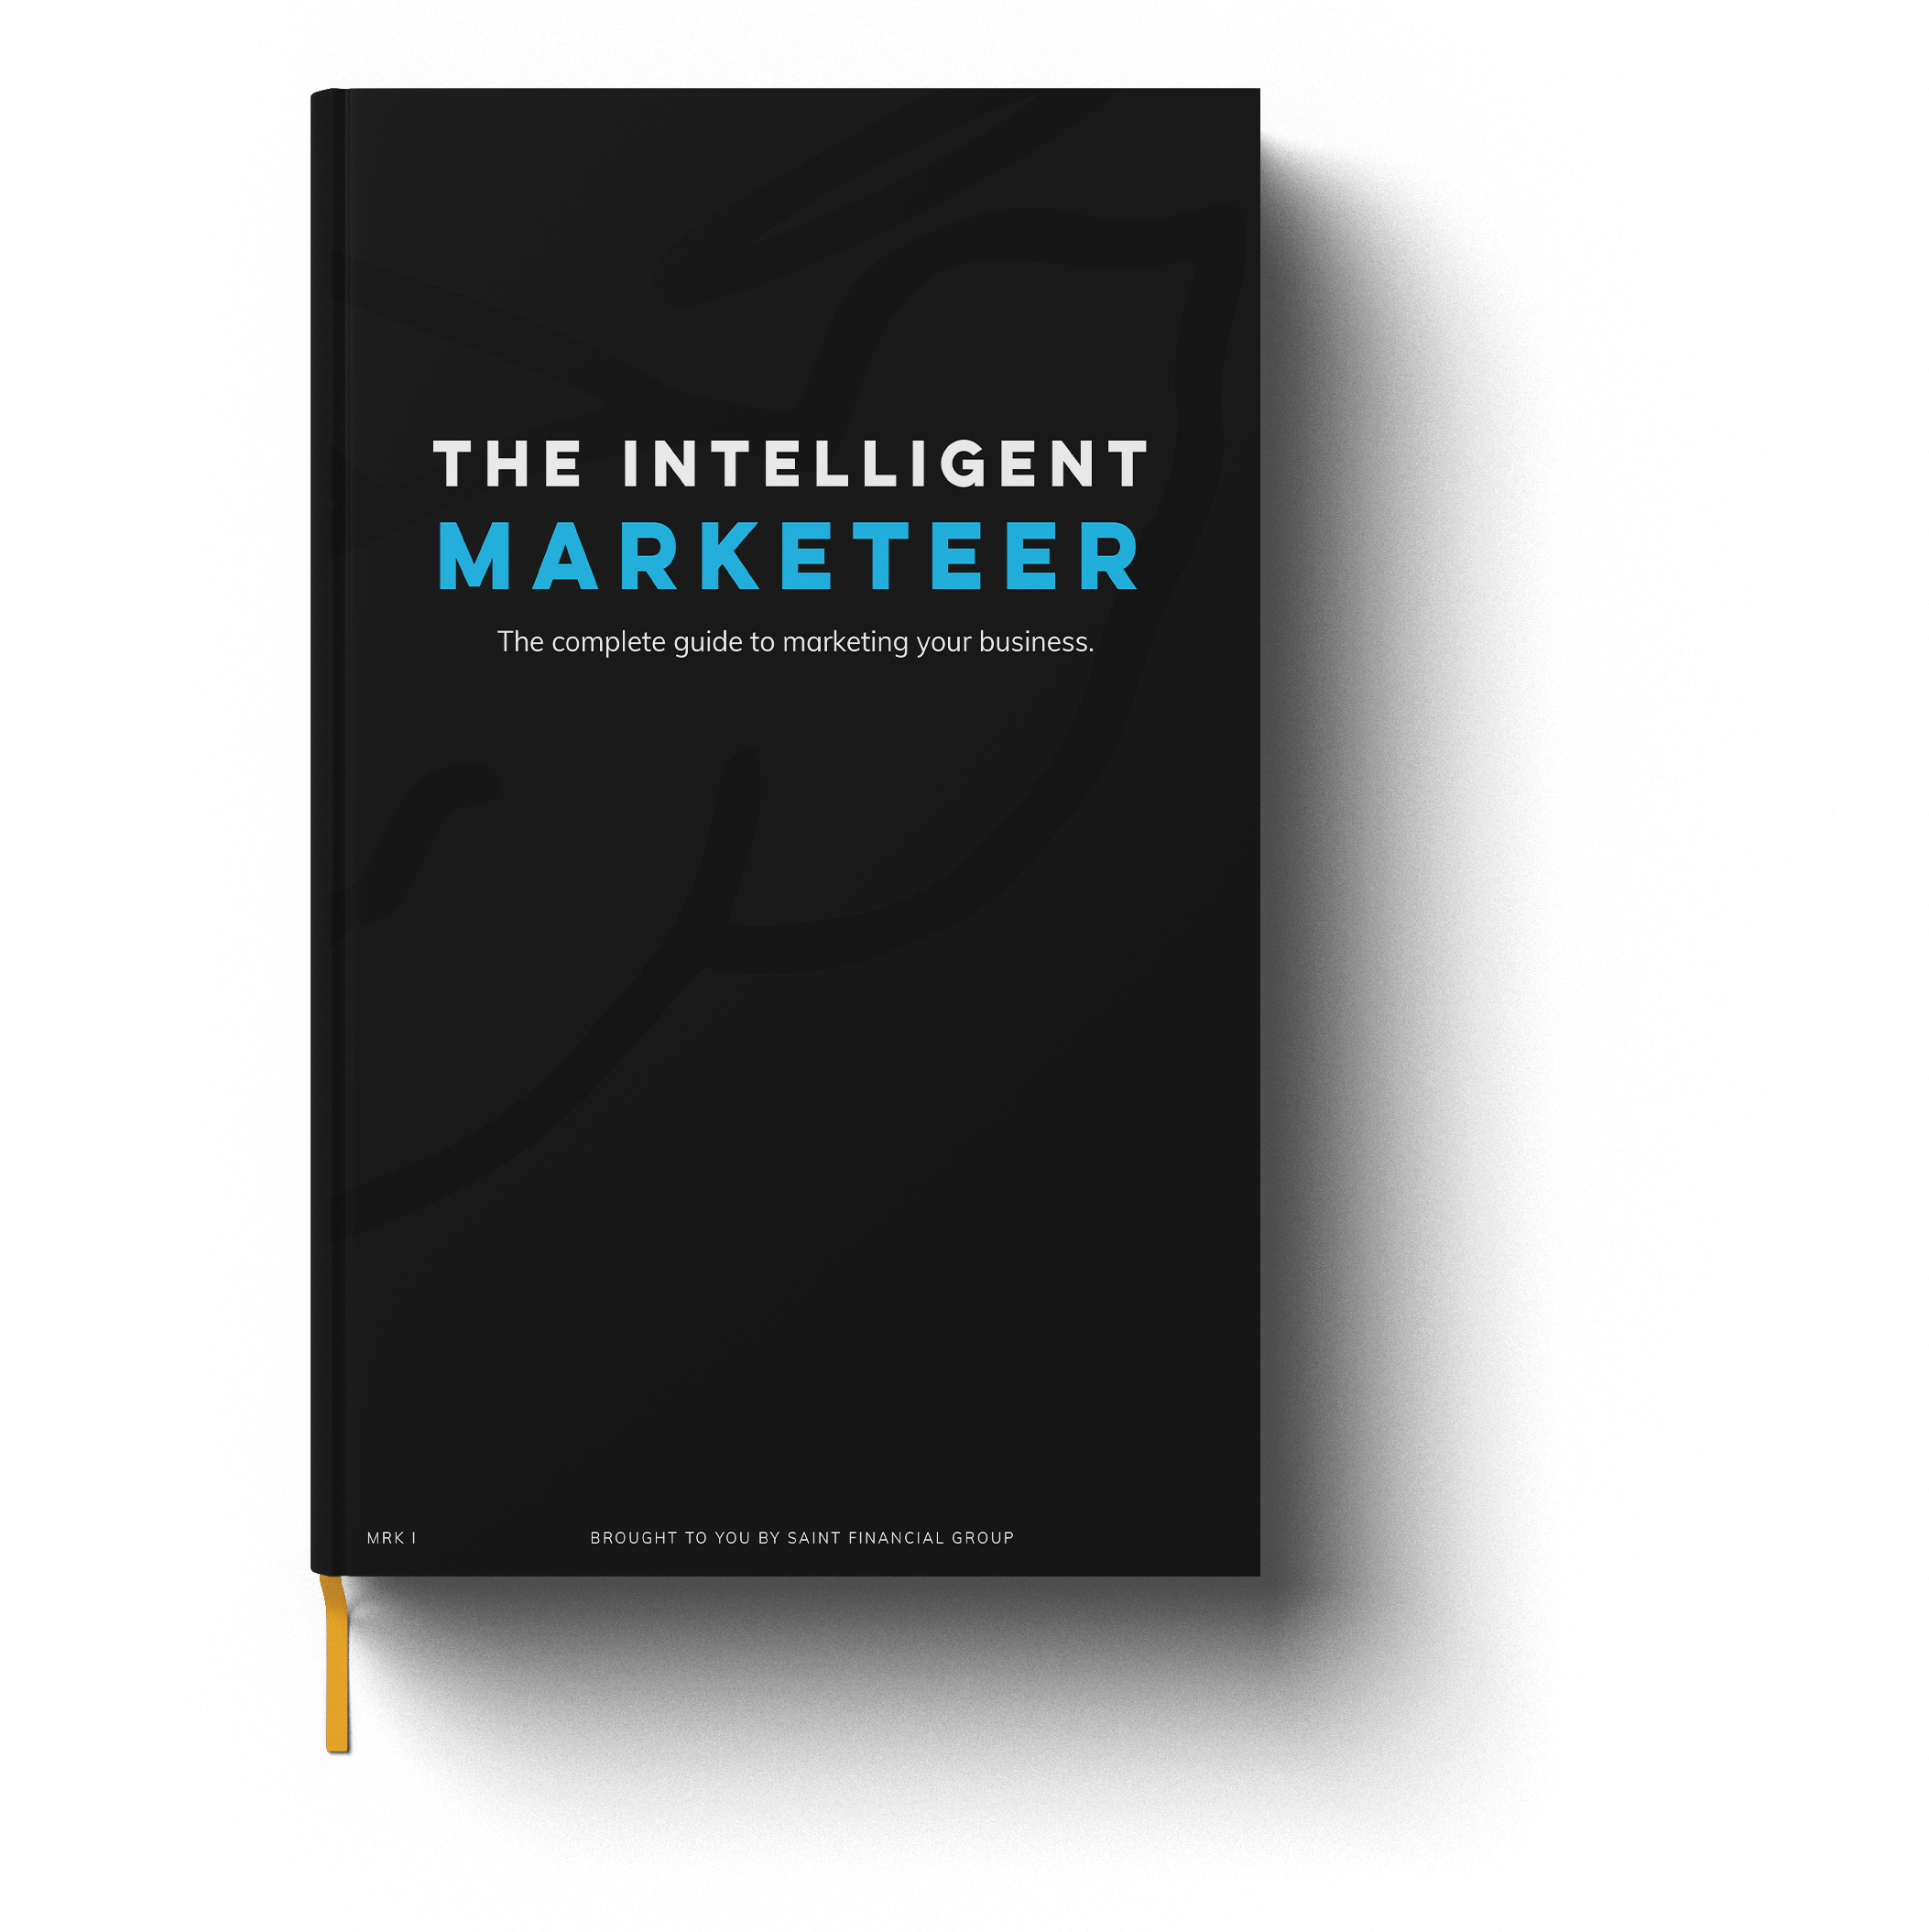 THE INTELLIGENT
MARKETEER
The complete guide to marketing your business.
MRK I
BROUGHT TO YOU BY SAINT FINANCIAL GROUP